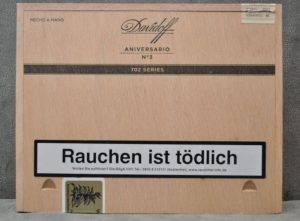 HECHO A MANO
Davidoff
ANIVERSARIO
Nº3
702 SERIES
Rauchen ist tödlich